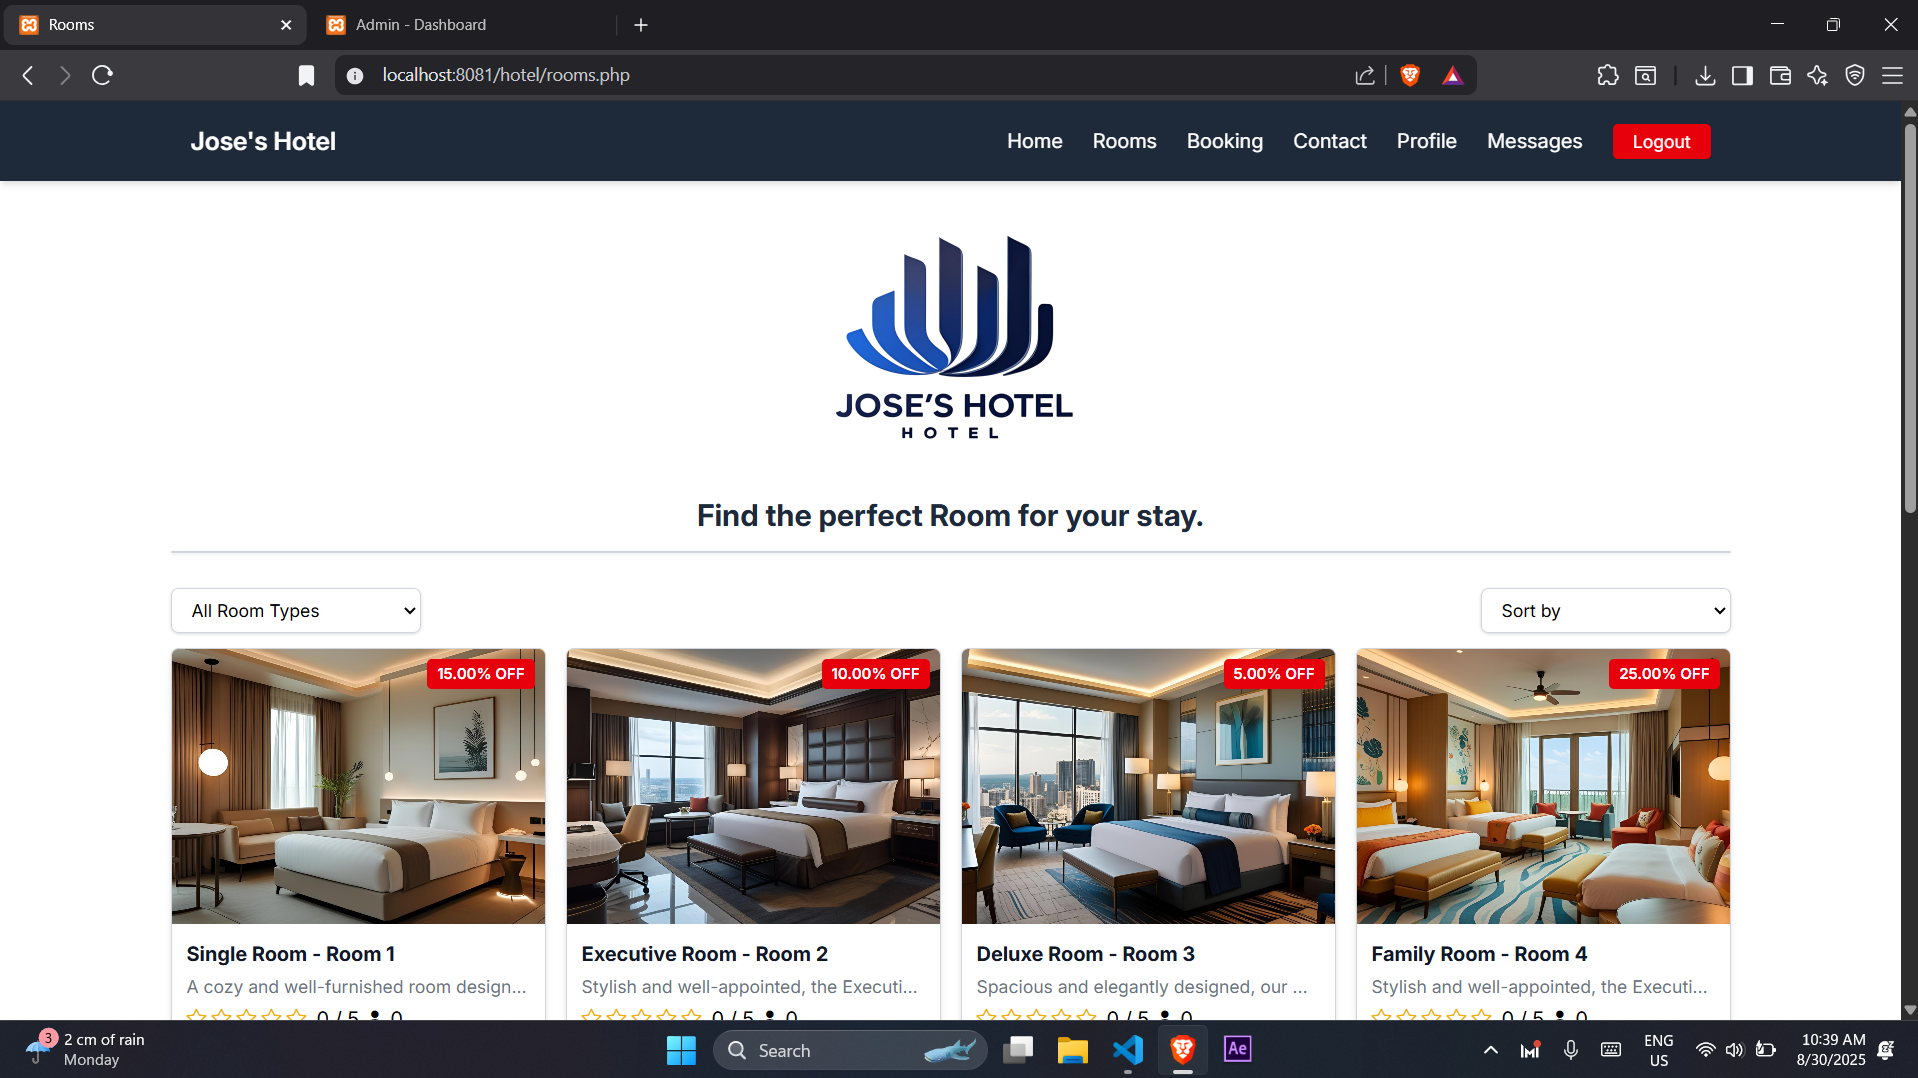 Rooms
Admin - Dashboard
localhost:8081/hotel/rooms.php
Jose's Hotel
Home
Rooms
Booking
Contact
Profile
Messages
Logout
JOSE'S HOTEL
HOTEL
Find the perfect Room for your stay.
All Room Types
Sort by
15.00% OFF
10.00% OFF
5.00% OFF
25.00% OFF
Single Room - Room 1
A cozy and well-furnished room design...
0 / 5 0
Executive Room - Room 2
Stylish and well-appointed, the Executi...
0 / 5 0
Deluxe Room - Room 3
Spacious and elegantly designed, our ...
0 / 5 0
Family Room - Room 4
Stylish and well-appointed, the Executi...
0 / 5 0
3
2 cm of rain
Monday
Search
Ae
ENG
US
10:39 AM
8/30/2025